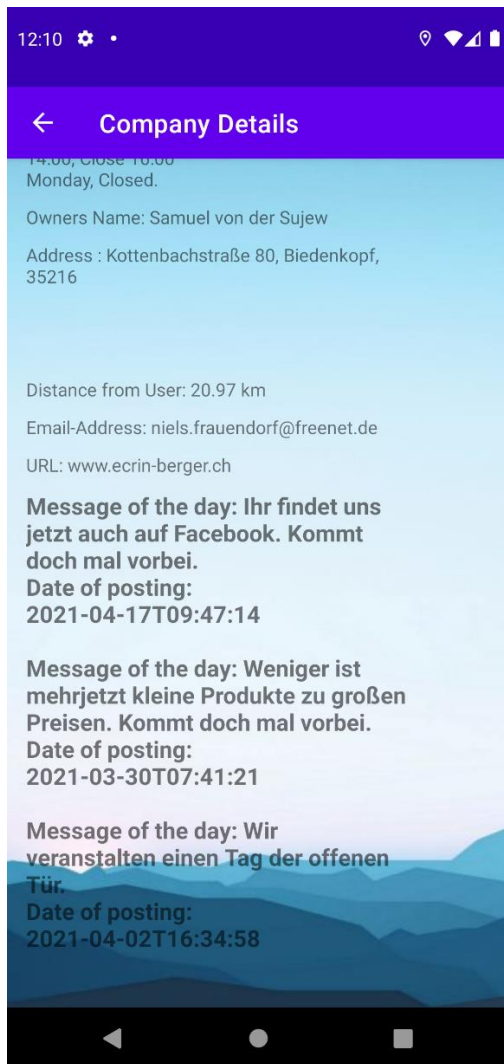 12:10
Company Details
14:00, Close 16:00
Monday, Closed.
Owners Name: Samuel von der Sujew
Address : Kottenbachstraße 80, Biedenkopf,
35216
Distance from User: 20.97 km
Email-Address: niels.frauendorf@freenet.de
URL: www.ecrin-berger.ch
Message of the day: Ihr findet uns
jetzt auch auf Facebook. Kommt
doch mal vorbei.
Date of posting:
2021-04-17T09:47:14
Message of the day: Weniger ist
mehrjetzt kleine Produkte zu großen
Preisen. Kommt doch mal vorbei.
Date of posting:
2021-03-30T07:41:21
Message of the day: Wir
veranstalten einen Tag der offenen
Tür.
Date of posting:
2021-04-02T16:34:58